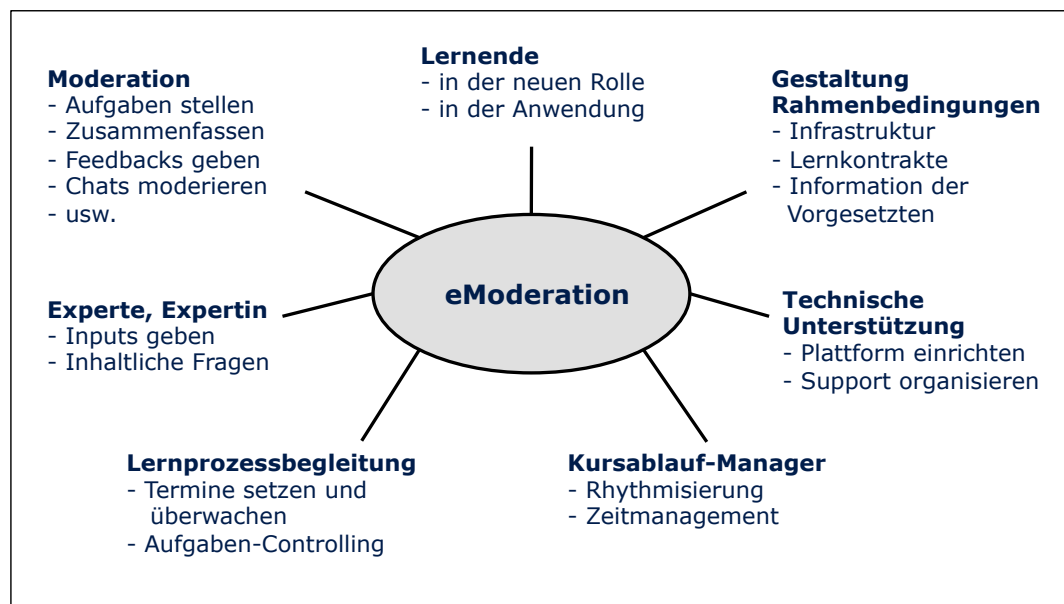 Moderation
- Aufgaben stellen
- Zusammenfassen
- Feedbacks geben
- Chats moderieren
- usw.
Lernende
- in der neuen Rolle
- in der Anwendung
Gestaltung
Rahmenbedingungen
- Infrastruktur
- Lernkontrakte
- Information der
Vorgesetzten
eModeration
Experte, Expertin
- Inputs geben
- Inhaltliche Fragen
Technische
Unterstützung
- Plattform einrichten
- Support organisieren
Lernprozessbegleitung
- Termine setzen und
überwachen
- Aufgaben-Controlling
Kursablauf-Manager
- Rhythmisierung
- Zeitmanagement